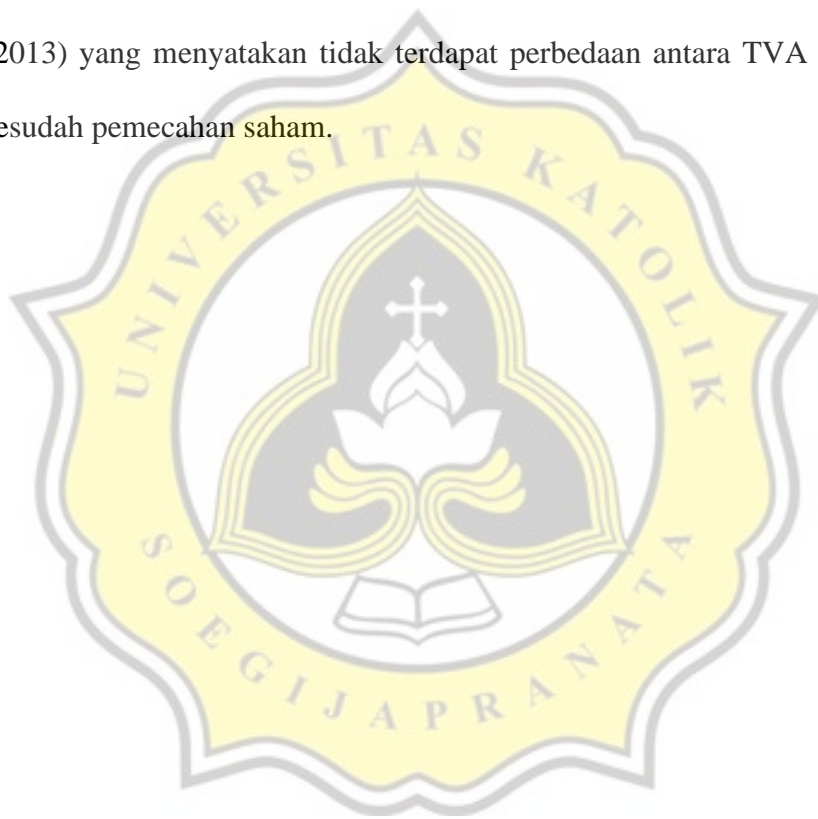 2013) yang menyatakan tidak terdapat perbedaan antara TVA
esudah pemecahan saham.
UNIVERSITAS KATOLIK
SOEGIJAPRANATA